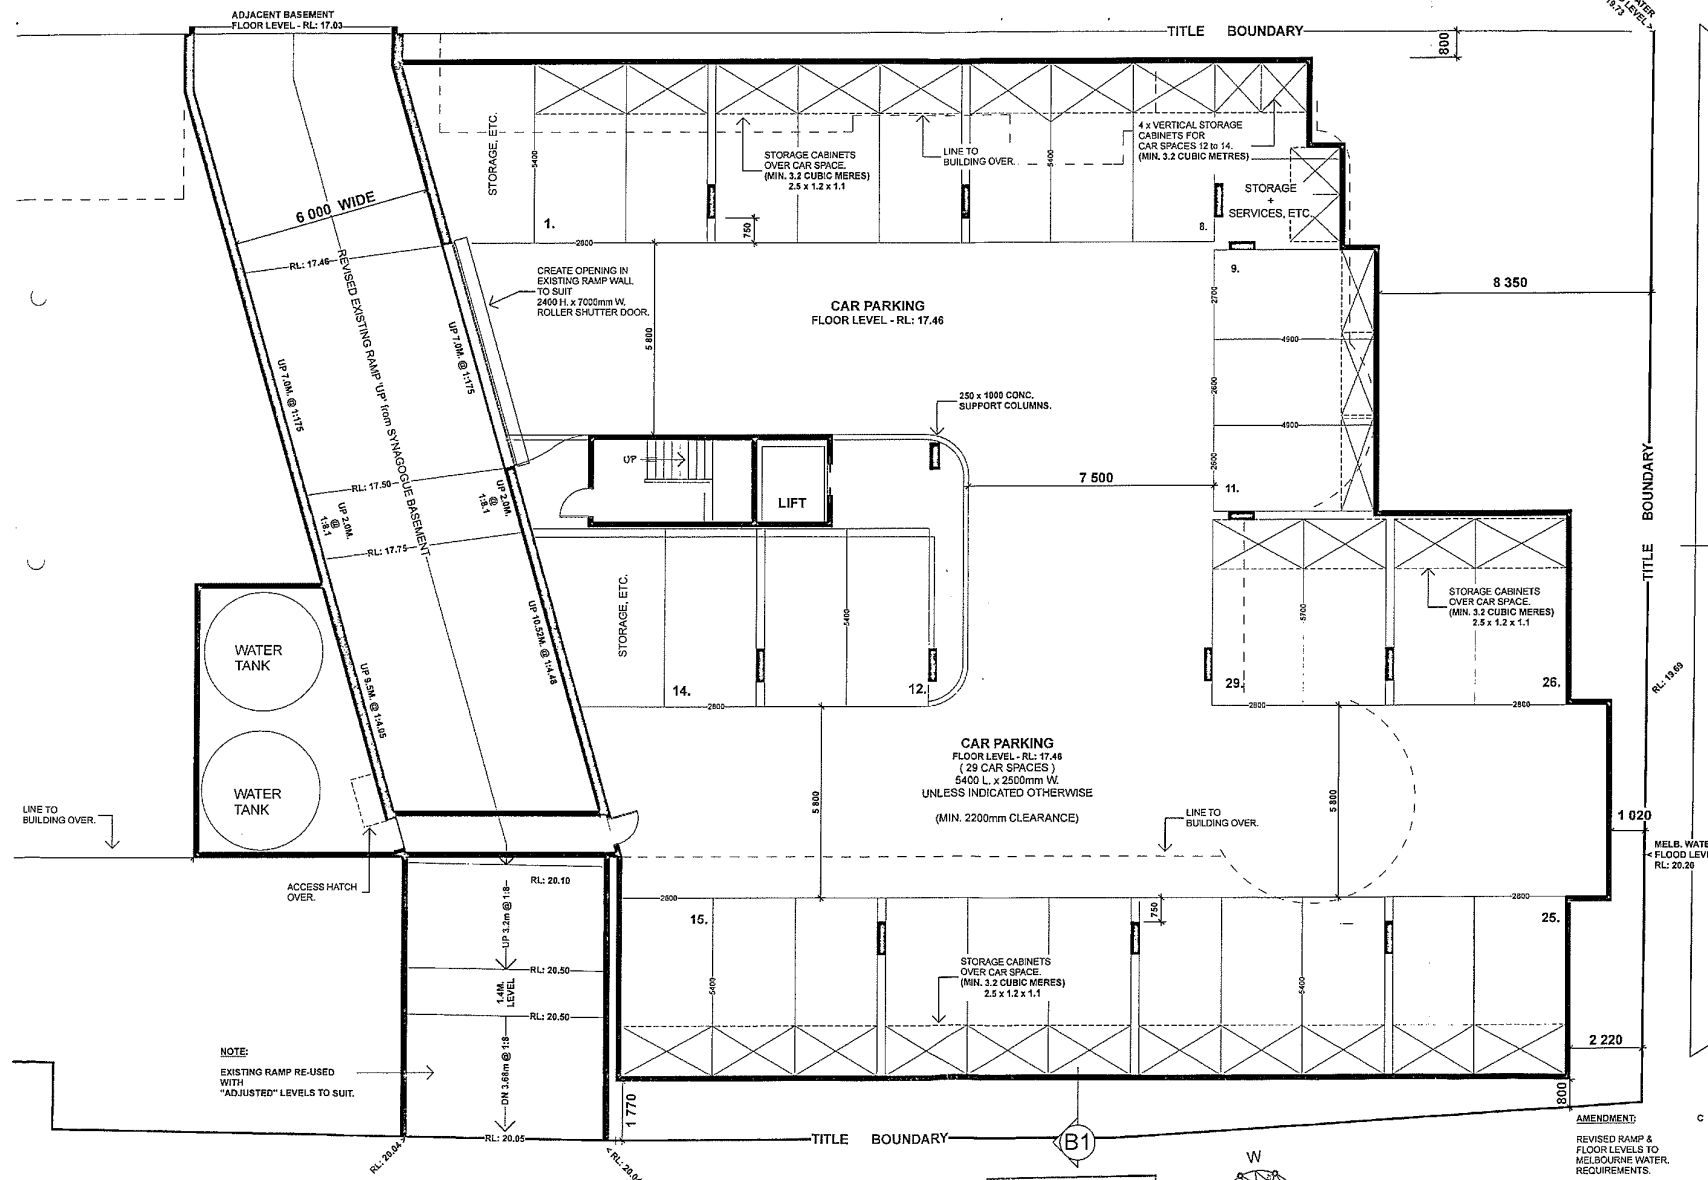 ADJACENT BASEMENT
FLOOR LEVEL - RL: 17.03
TITLE BOUNDARY
800
STORAGE, ETC.
5400
STORAGE CABINETS
OVER CAR SPACE.
(MIN. 3.2 CUBIC MERES)
2.5 x 1.2 x 1.1
LINE TO
BUILDING OVER.
5400
4 x VERTICAL STORAGE
CABINETS FOR
CAR SPACES 12 to 14.
(MIN. 3.2 CUBIC METRES)
STORAGE
+
SERVICES, ETC.
6 000 WIDE
1.
750
8.
2800
RL: 17.46
REVISED EXISTING RAMP 'UP' from SYNAGOGUE BASEMENT
CREATE OPENING IN
EXISTING RAMP WALL
TO SUIT
2400 H. x 7000mm W.
ROLLER SHUTTER DOOR.
CAR PARKING
FLOOR LEVEL - RL: 17.46
9.
2700
8 350
5 800
UP 7.0M. @ 1:175
UP 7.0M. @ 1:175
4900
2600
250 x 1000 CONC.
SUPPORT COLUMNS.
4900
2600
UP
LIFT
7 500
11.
TITLE BOUNDARY
RL: 17.50
UP 2.0M.
@
1:8.1
UP 2.0M.
@
1:8.1
RL: 17.75
STORAGE, ETC.
5400
5700
STORAGE CABINETS
OVER CAR SPACE.
(MIN. 3.2 CUBIC MERES)
2.5 x 1.2 x 1.1
WATER
TANK
UP 10.52M. @ 1:4.48
UP 9.5M. @ 1:4.05
14.
12.
29.
26.
RL: 19.69
2800
2800
2800
CAR PARKING
FLOOR LEVEL - RL: 17.46
( 29 CAR SPACES )
5400 L. x 2500mm W.
UNLESS INDICATED OTHERWISE
(MIN. 2200mm CLEARANCE)
WATER
TANK
5 800
5 800
LINE TO
BUILDING OVER.
LINE TO
BUILDING OVER.
1 020
MELB. WATE
FLOOD LEVE
RL: 20.20
ACCESS HATCH
OVER.
RL: 20.10
UP 3.2m @ 1:8
2800
2800
15.
750
25.
5400
STORAGE CABINETS
OVER CAR SPACE.
(MIN. 3.2 CUBIC MERES)
2.5 x 1.2 x 1.1
5400
RL: 20.50
1.4M.
LEVEL
RL: 20.50
2 220
NOTE:
EXISTING RAMP RE-USED
WITH
"ADJUSTED" LEVELS TO SUIT.
DN 3.68m @ 1:8
1 770
800
RL: 20.04
RL: 20.05
TITLE BOUNDARY
B1
W
AMENDMENT:
REVISED RAMP &
FLOOR LEVELS TO
MELBOURNE WATER.
REQUIREMENTS.
C